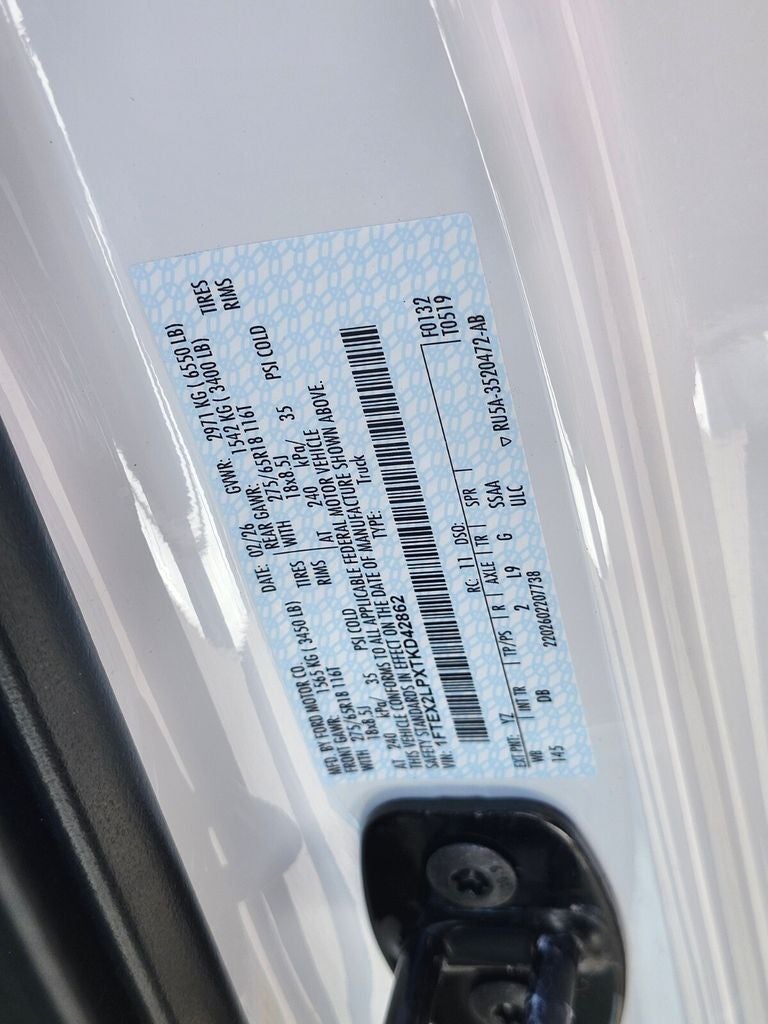 MFD. BY FORD MOTOR CO.
DATE: 02/26 GVWR: 2971 KG ( 6550 LB)
FRONT GAWR: 1565 KG ( 3450 LB) REAR GAWR: 1542 KG ( 3400 LB)
WITH 275/65R18 116T TIRES WITH 275/65R18 116T TIRES
18x8.5J RIMS 18x8.5J RIMS
AT 240 kPa/ 35 PSI COLD AT 240 kPa/ 35 PSI COLD
THIS VEHICLE CONFORMS TO ALL APPLICABLE FEDERAL MOTOR VEHICLE
SAFETY STANDARDS IN EFFECT ON THE DATE OF MANUFACTURE SHOWN ABOVE.
VIN: 1FTEX2LPXTKD42862 TYPE: Truck
F0132
T0519
EXT PNT: YZ RC: 11 DSO:
WB INTTR TP/PS R AXLE TR SPR
145 DB 2 L9 G SSAA
ULC
2202602207738
▽ RU5A-3520472-AB